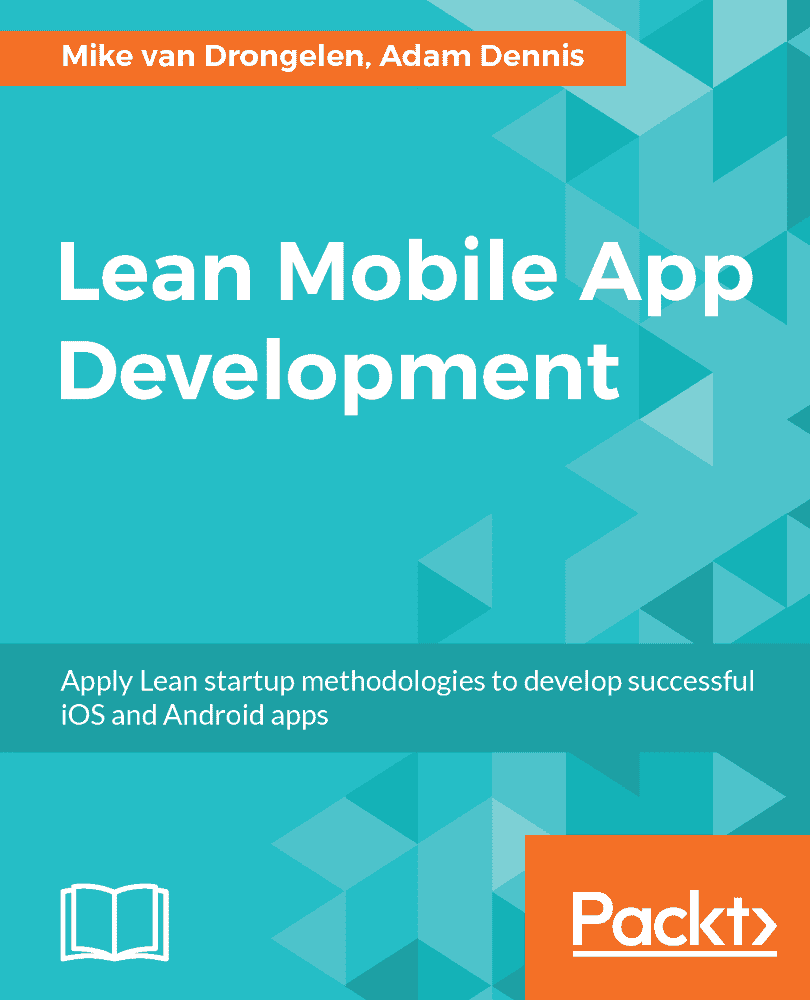 Mike van Drongelen, Adam Dennis
Lean Mobile App
Development
Apply Lean startup methodologies to develop successful
iOS and Android apps
Packt>